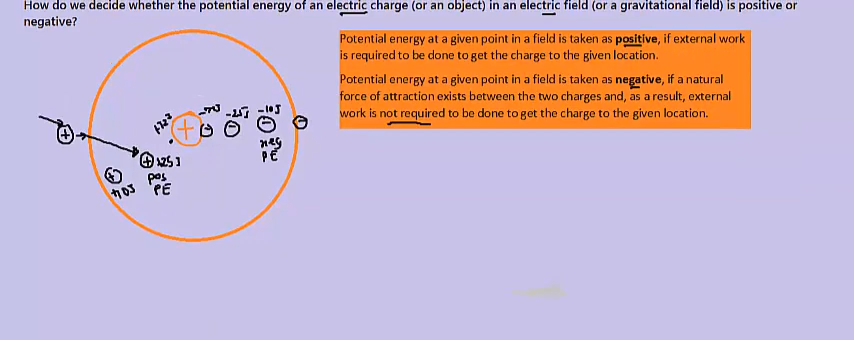 How do we decide whether the potential energy of an electric charge (or an object) in an electric field (or a gravitational field) is positive or
negative?
Potential energy at a given point in a field is taken as positive, if external work
is required to be done to get the charge to the given location.
Potential energy at a given point in a field is taken as negative, if a natural
force of attraction exists between the two charges and, as a result, external
work is not required to be done to get the charge to the given location.
-25J
-10J
neg
PE
+25J
pos
PE
+10J